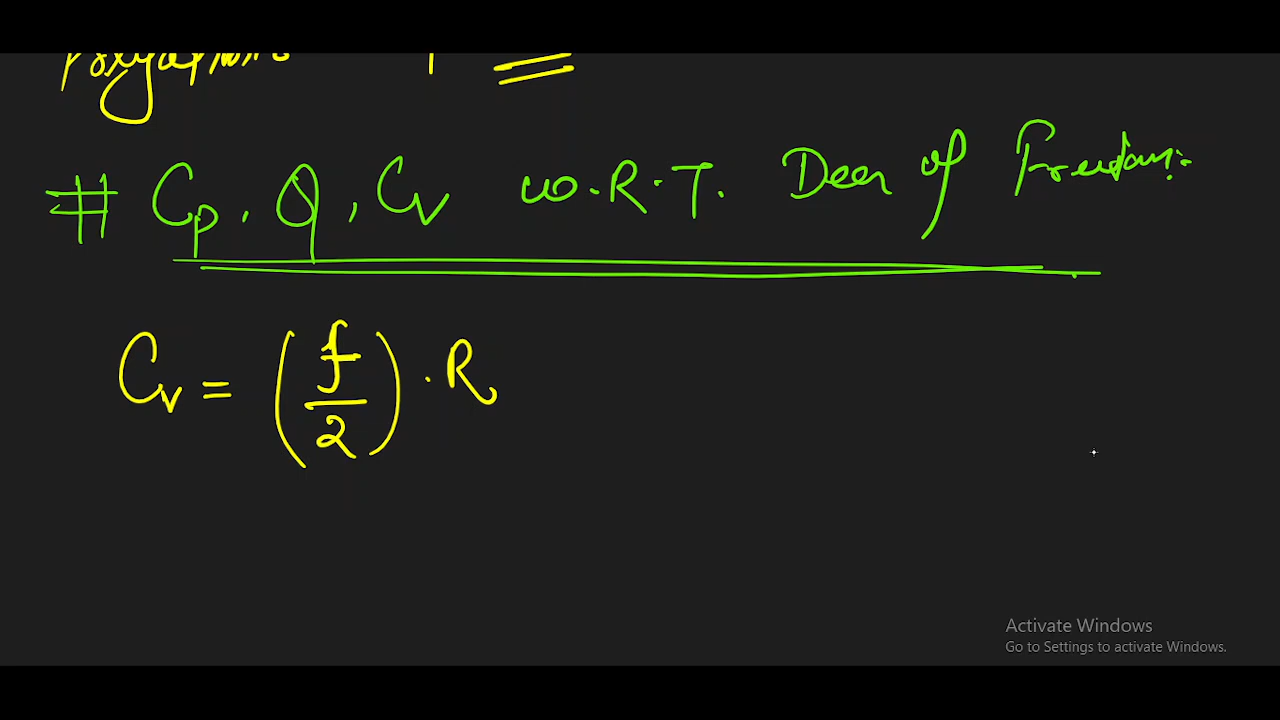 # Cp, Q, Cv W.R.T. Deer of Freedom:-
Cv = (f/2) . R
Activate Windows
Go to Settings to activate Windows.